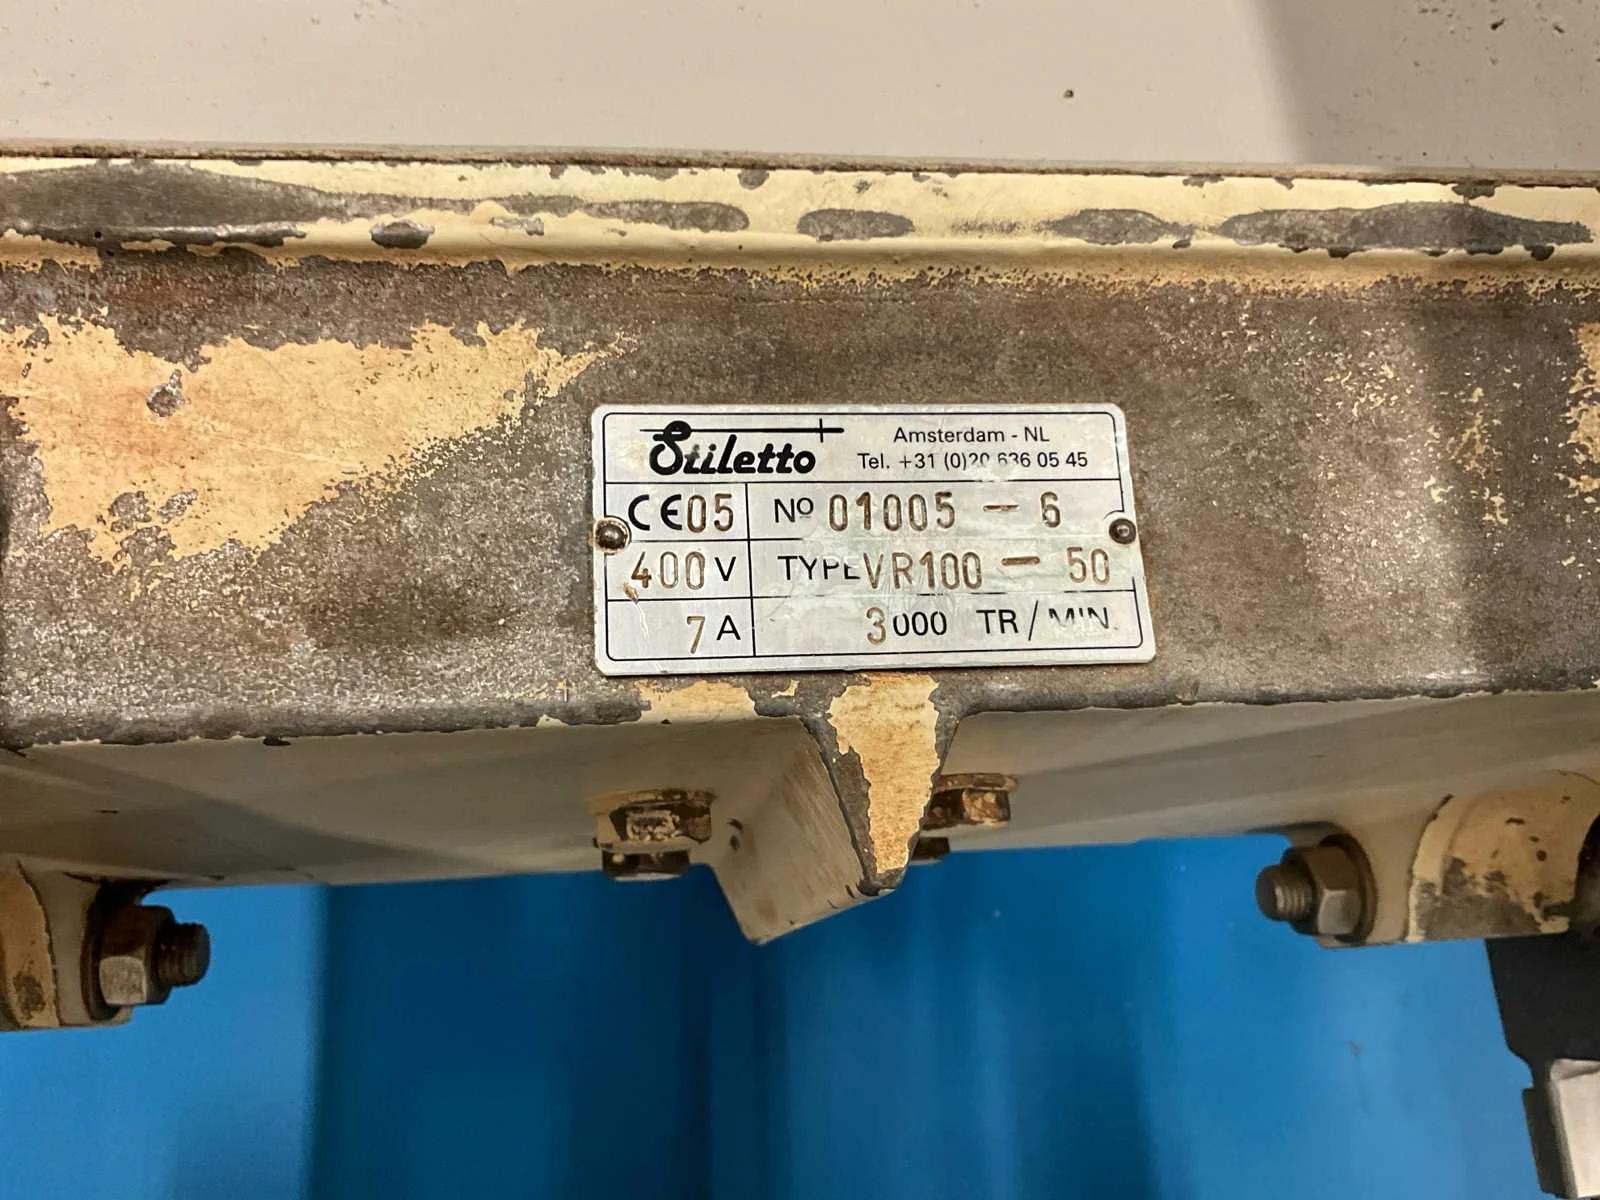 Stiletto
Amsterdam - NL
Tel. +31 (0)20 636 05 45
CE05 Nº 01005 - 6
400 V TYPE VR100 - 50
7 A 3000 TR / MIN.